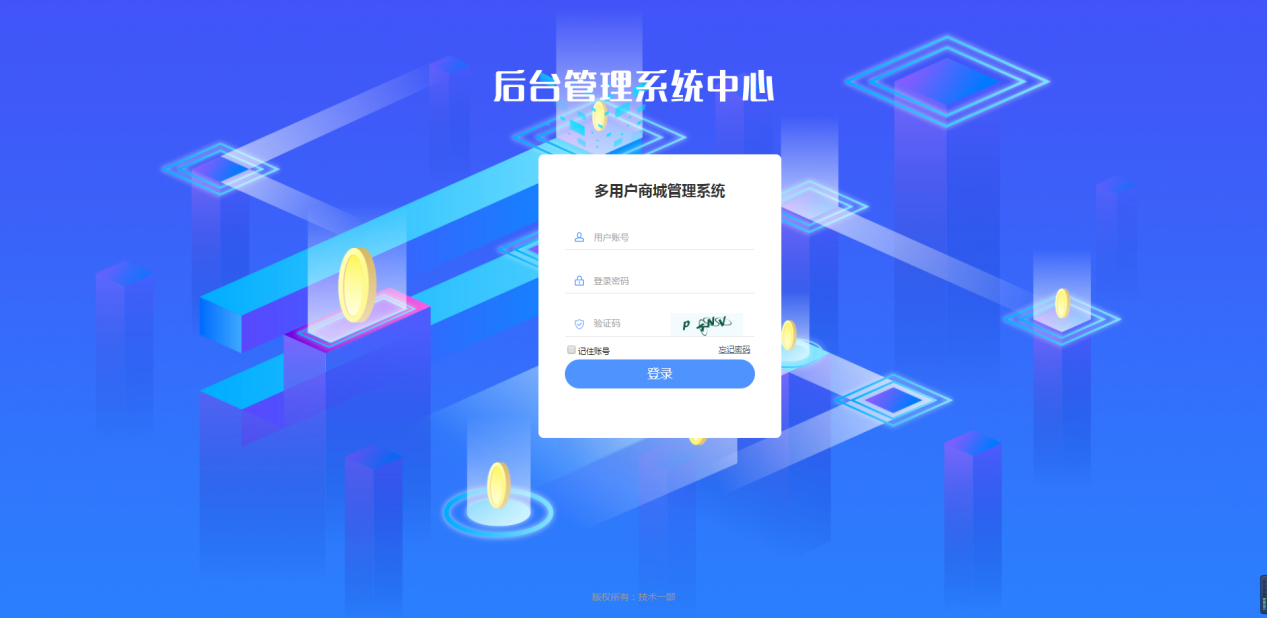 后台管理系统中心
多用户商城管理系统
用户账号
登录密码
验证码
记住账号 忘记密码
登录
版权所有：技术一部